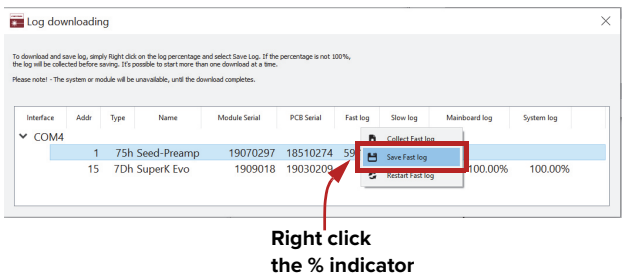 Log downloading
To download and save log, simply Right click on the log percentage and select Save Log. If the percentage is not 100%,
the log will be collected before saving. It's possible to start more than one download at a time.
Please note! - The system or module will be unavailable, until the download completes.
Interface Addr Type Name Module Serial PCB Serial Fast log Slow log Mainboard log System log
COM4
Collect Fast log
1 75h Seed-Preamp 19070297 18510274 Save Fast log
15 7Dh SuperK Evo 1909018 19030209 Restart Fast log 100.00% 100.00%
Right click
the % indicator